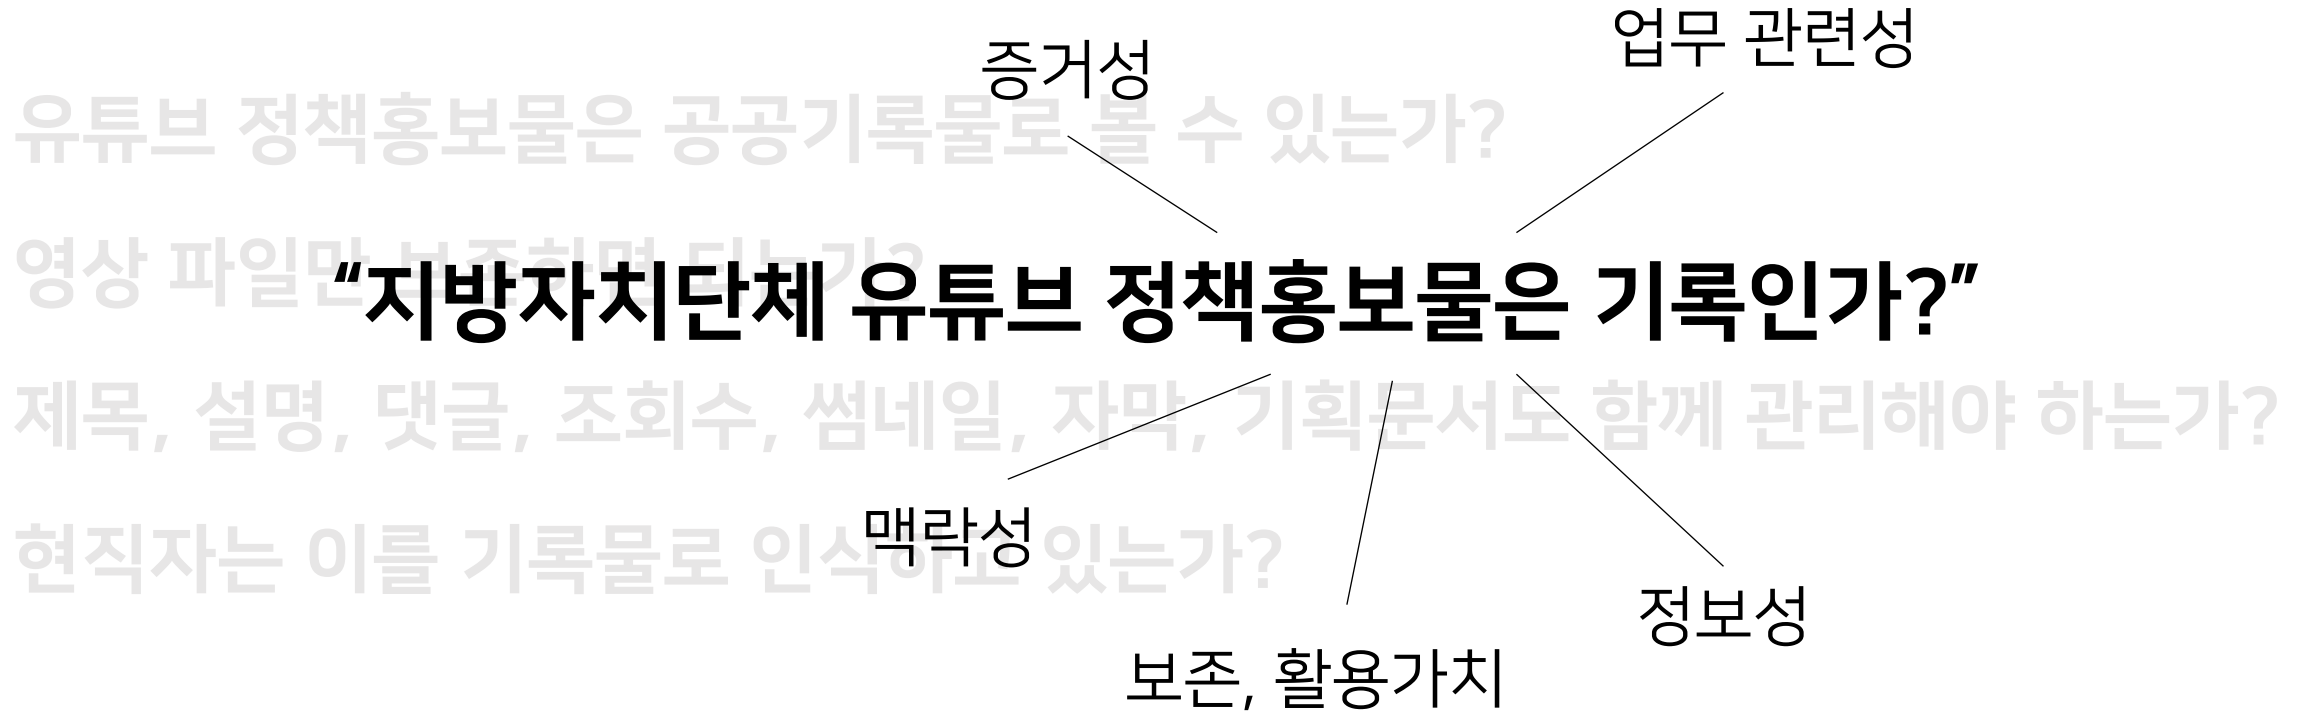 업무 관련성
증거성
유튜브 정책홍보물은 공공기록물로 볼 수 있는가?
영상 파일만 보존하면 되는가?
“지방자치단체 유튜브 정책홍보물은 기록인가?”
제목, 설명, 댓글, 조회수, 썸네일, 자막, 기획문서도 함께 관리해야 하는가?
맥락성
현직자는 이를 기록물로 인식하고 있는가?
정보성
보존, 활용가치